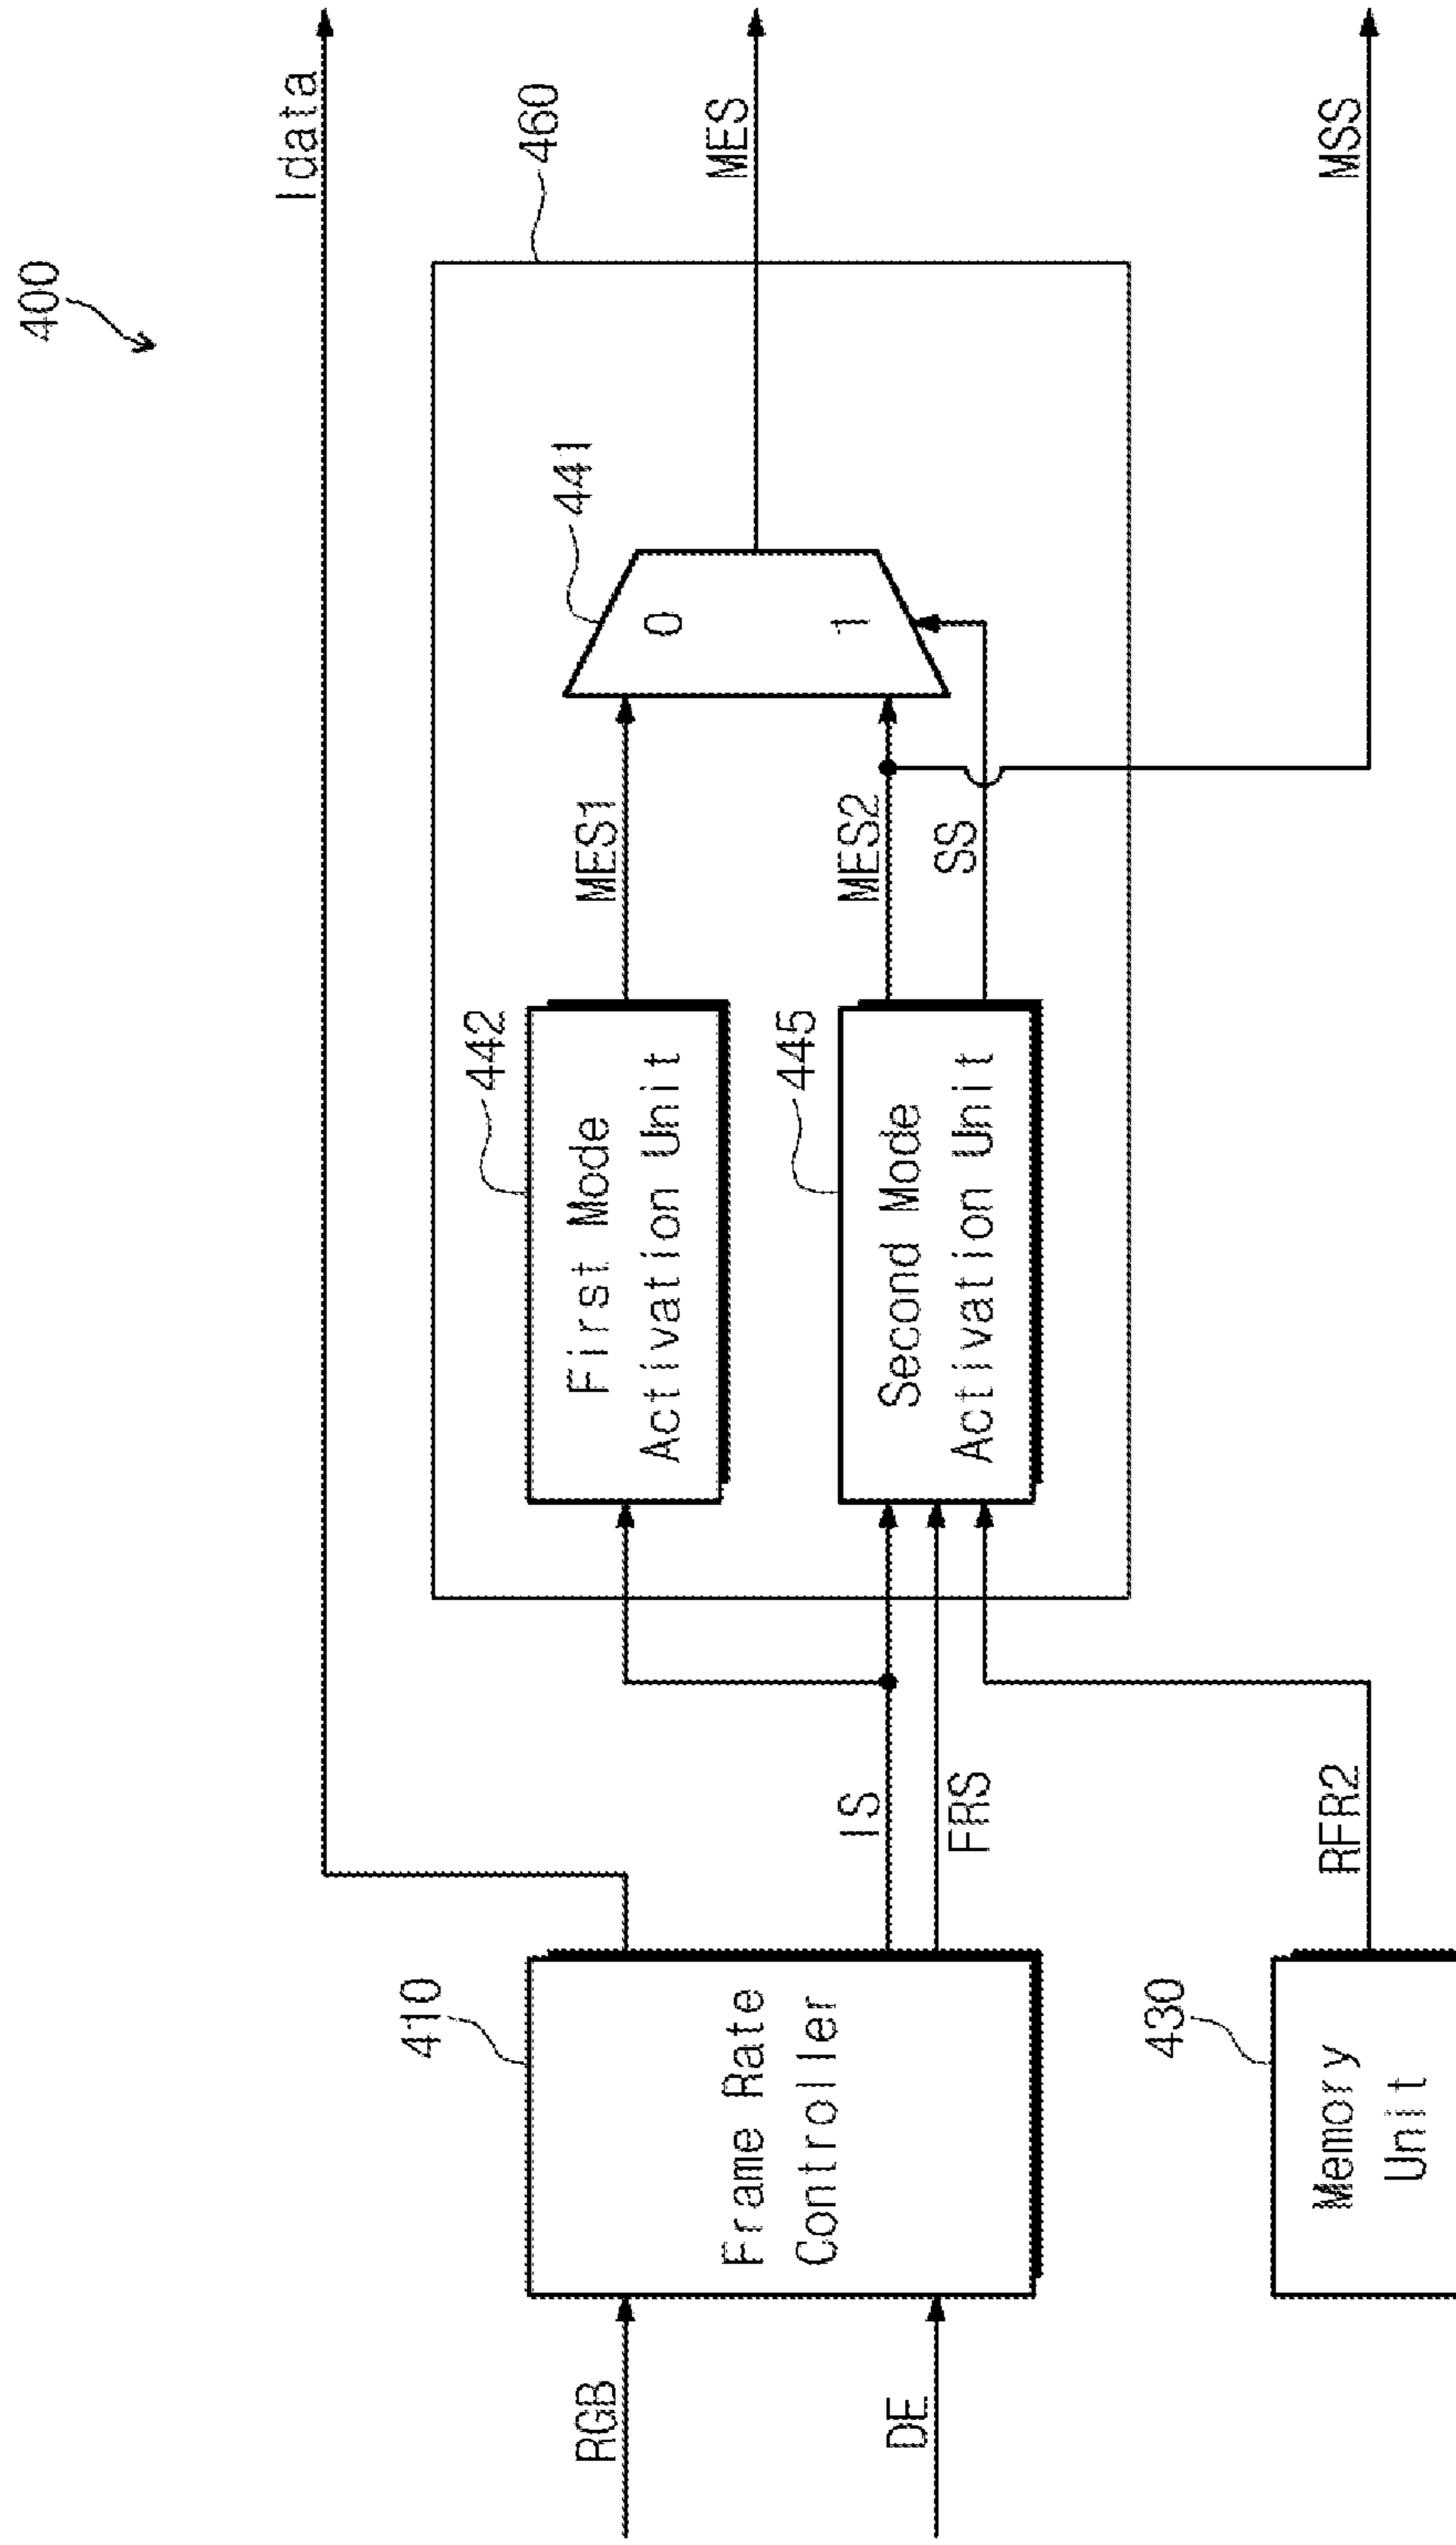 400
Idata
460
441
MES
442
MES1
0
First Mode
Activation Unit
445
MES2
1
Second Mode
Activation Unit
SS
MSS
410
IS
FRS
Frame Rate
Controller
RGB
DE
430
RFR2
Memory
Unit